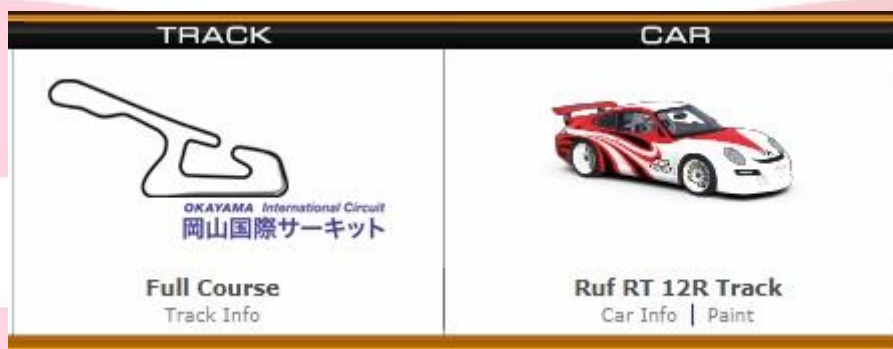 TRACK
CAR
OKAYAMA International Circuit
岡山国際サーキット
Full Course
Track Info
Ruf RT 12R Track
Car Info | Paint